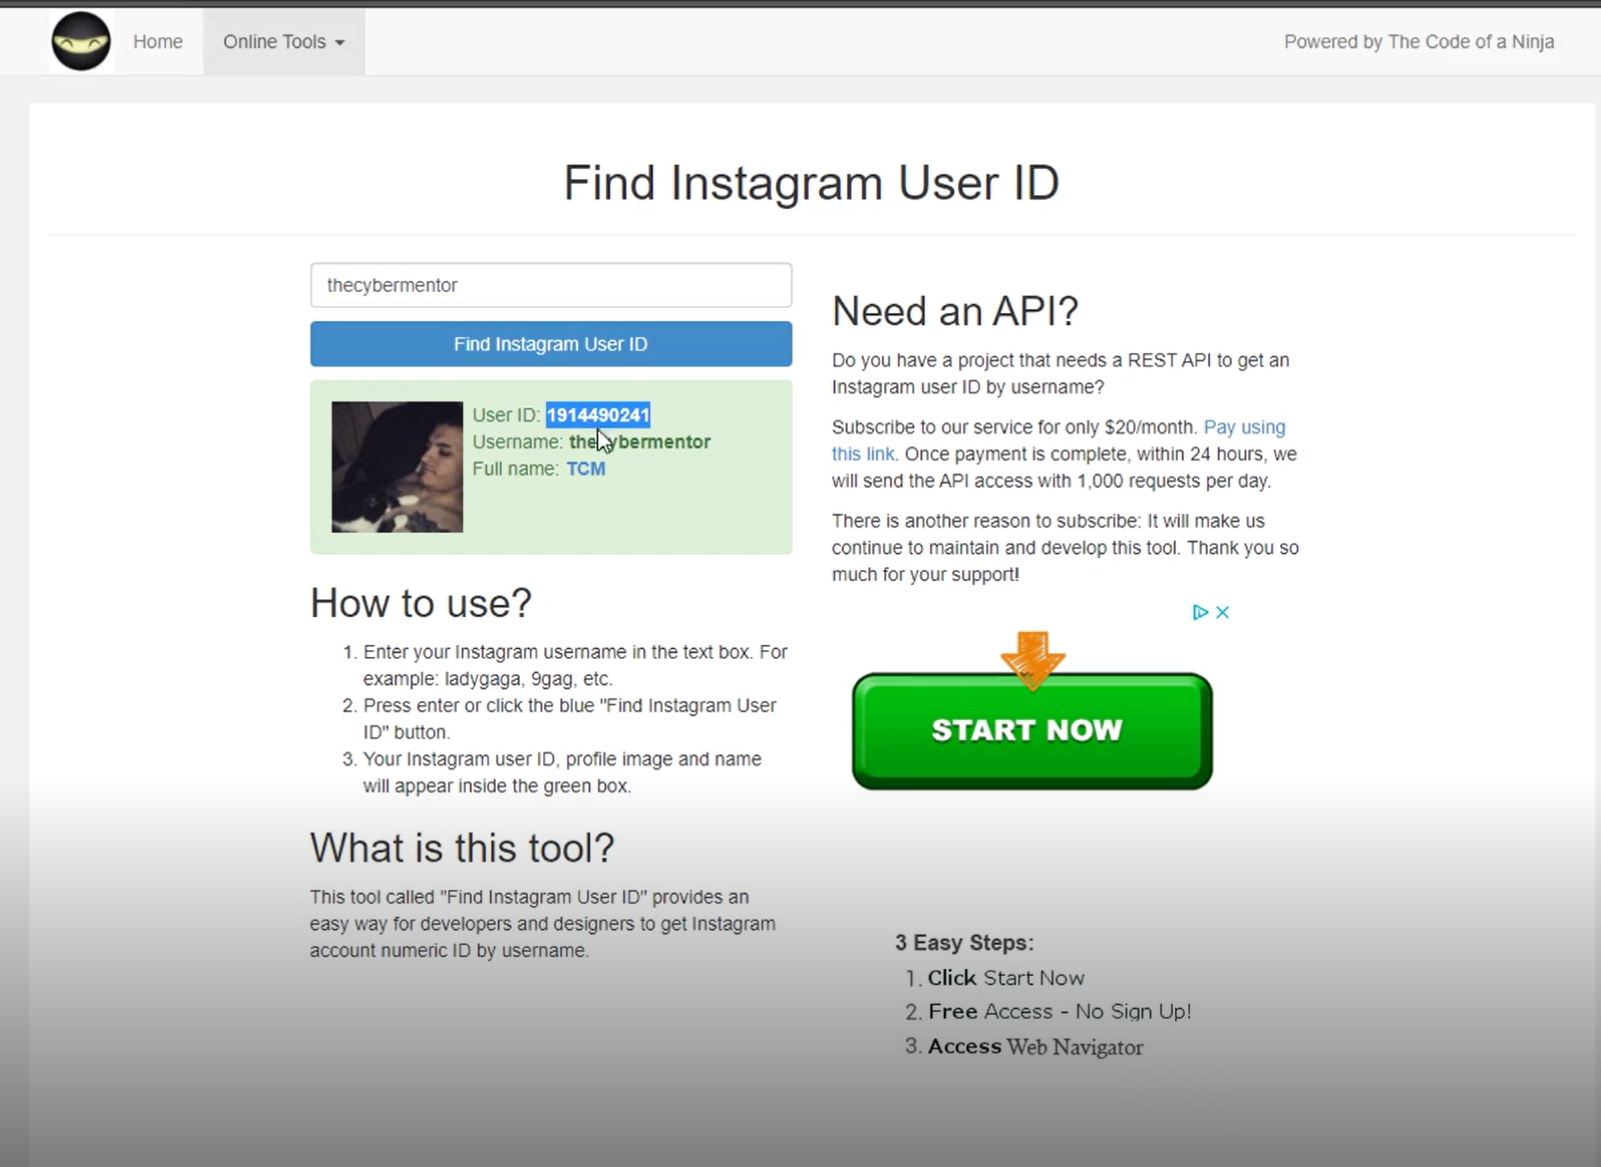 Home
Online Tools
Powered by The Code of a Ninja
Find Instagram User ID
thecybermentor
Find Instagram User ID
User ID: 1914490241
Username: thecybermentor
Full name: TCM
How to use?
1. Enter your Instagram username in the text box. For
example: ladygaga, 9gag, etc.
2. Press enter or click the blue "Find Instagram User
ID" button.
3. Your Instagram user ID, profile image and name
will appear inside the green box.
What is this tool?
This tool called "Find Instagram User ID" provides an
easy way for developers and designers to get Instagram
account numeric ID by username.
Need an API?
Do you have a project that needs a REST API to get an
Instagram user ID by username?
Subscribe to our service for only $20/month. Pay using
this link. Once payment is complete, within 24 hours, we
will send the API access with 1,000 requests per day.
There is another reason to subscribe: It will make us
continue to maintain and develop this tool. Thank you so
much for your support!
START NOW
3 Easy Steps:
1. Click Start Now
2. Free Access - No Sign Up!
3. Access Web Navigator